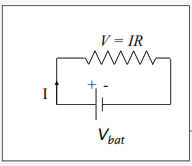 V = IR
+ -
I
V_bat